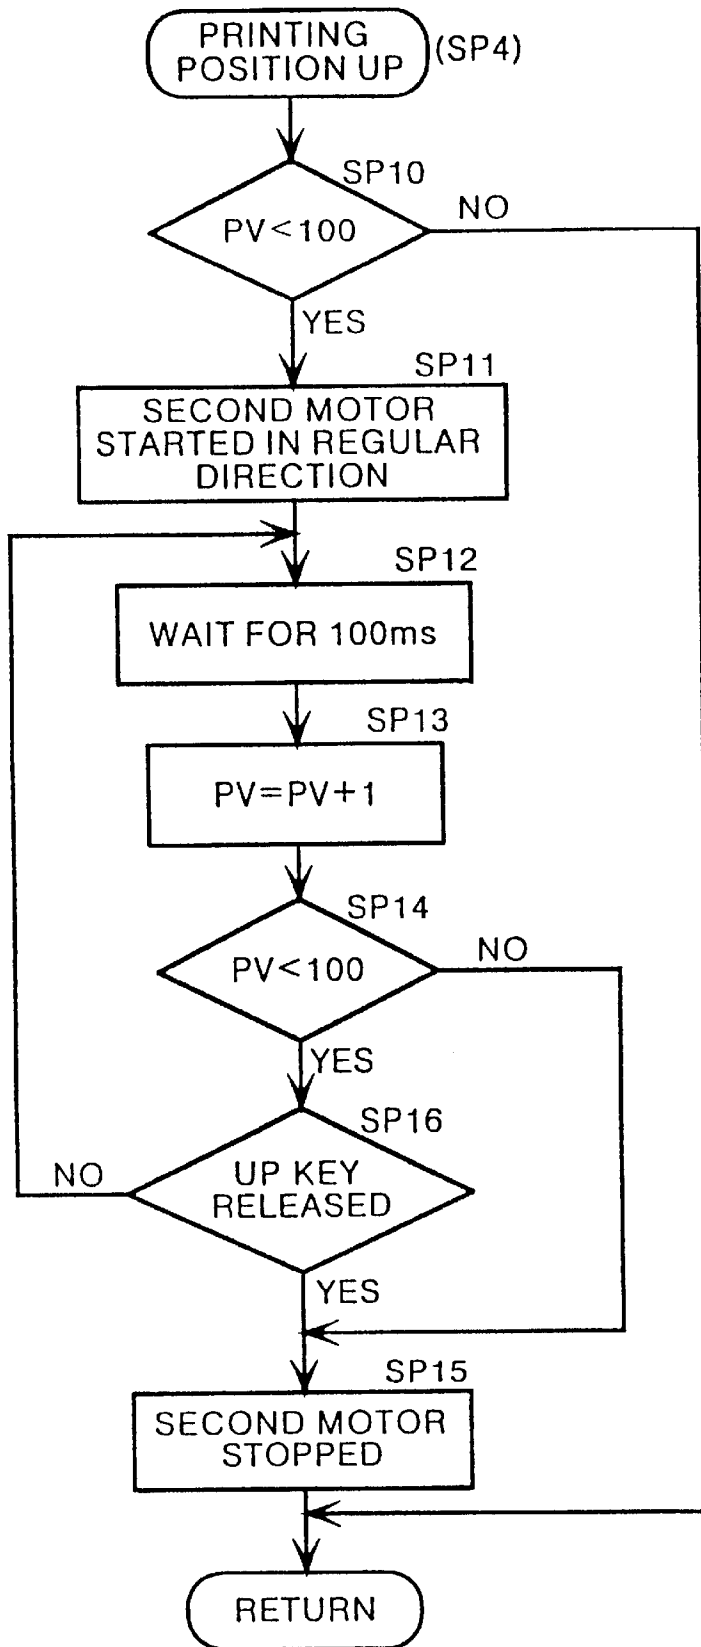 PRINTING
POSITION UP
(SP4)
SP10
PV<100
NO
YES
SP11
SECOND MOTOR
STARTED IN REGULAR
DIRECTION
SP12
WAIT FOR 100ms
SP13
PV=PV+1
SP14
PV<100
NO
YES
SP16
NO
UP KEY
RELEASED
YES
SP15
SECOND MOTOR
STOPPED
RETURN